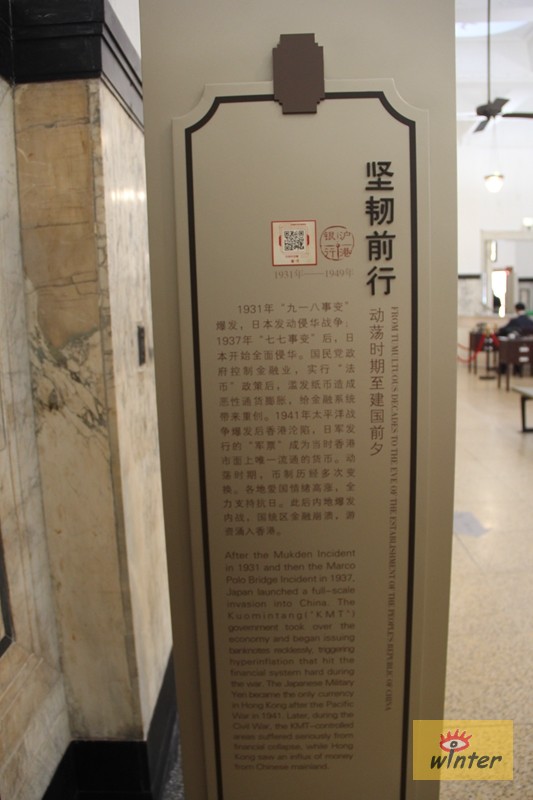 坚韧前行
动荡时期至建国前夕
FROM TUMULTUOUS DECADES TO THE EVE OF THE ESTABLISHMENT OF THE PEOPLE'S REPUBLIC OF CHINA
沪港
银行
1931年——1949年
1931年“九一八事变”
爆发，日本发动侵华战争；
1937年“七七事变”后，日
本开始全面侵华。国民党政
府控制金融业，实行“法
币”政策后，滥发纸币造成
恶性通货膨胀，给金融系统
带来重创。1941年太平洋战
争爆发后香港沦陷，日军发
行的“军票”成为当时香港
市面上唯一流通的货币。动
荡时期，币制历经多次变
换。各地爱国情绪高涨，全
力支持抗日。此后内地爆发
内战，国统区金融崩溃，游
资涌入香港。
After the Mukden Incident
in 1931 and then the Marco
Polo Bridge Incident in 1937,
Japan launched a full-scale
invasion into China. The
Kuomintang("KMT")
government took over the
economy and began issuing
banknotes recklessly, triggering
hyperinflation that hit the
financial system hard during
the war. The Japanese Military
Yen became the only currency
in Hong Kong after the Pacific
War in 1941. Later, during the
Civil War, the KMT-controlled
areas suffered seriously from
financial collapse, while Hong
Kong saw an influx of money
from Chinese mainland.
winter